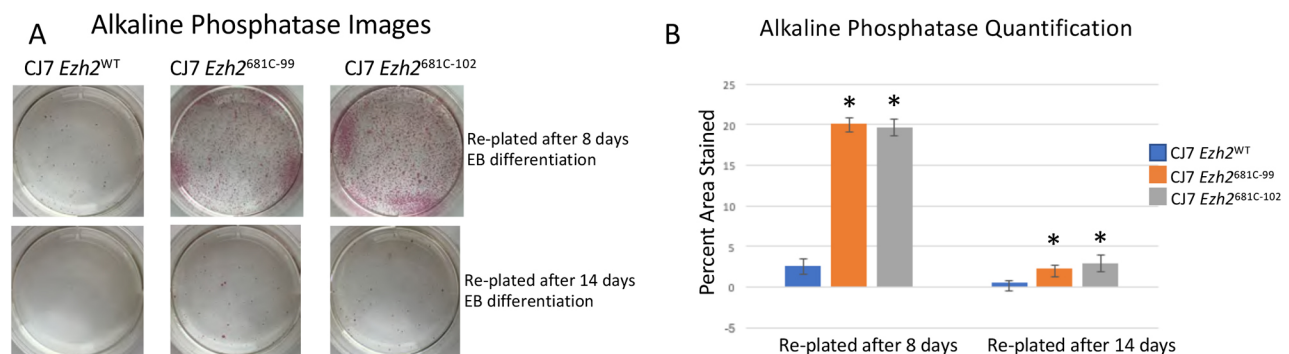 A
Alkaline Phosphatase Images
CJ7 Ezh2WT
CJ7 Ezh2681C-99
CJ7 Ezh2681C-102
Re-plated after 8 days
EB differentiation
Re-plated after 14 days
EB differentiation
B
Alkaline Phosphatase Quantification
Percent Area Stained
25
20
15
10
5
0
-5
*
*
*
*
Re-plated after 8 days
Re-plated after 14 days
CJ7 Ezh2WT
CJ7 Ezh2681C-99
CJ7 Ezh2681C-102